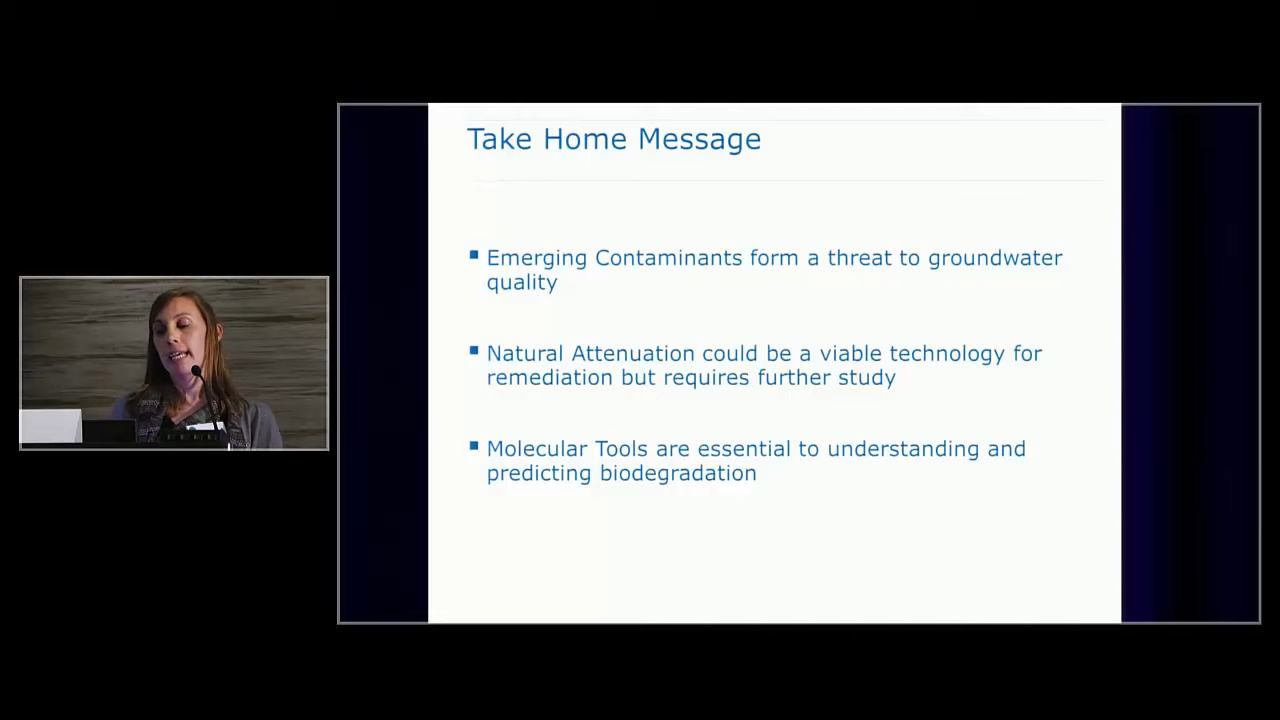 Take Home Message
Emerging Contaminants form a threat to groundwater
quality
Natural Attenuation could be a viable technology for
remediation but requires further study
Molecular Tools are essential to understanding and
predicting biodegradation